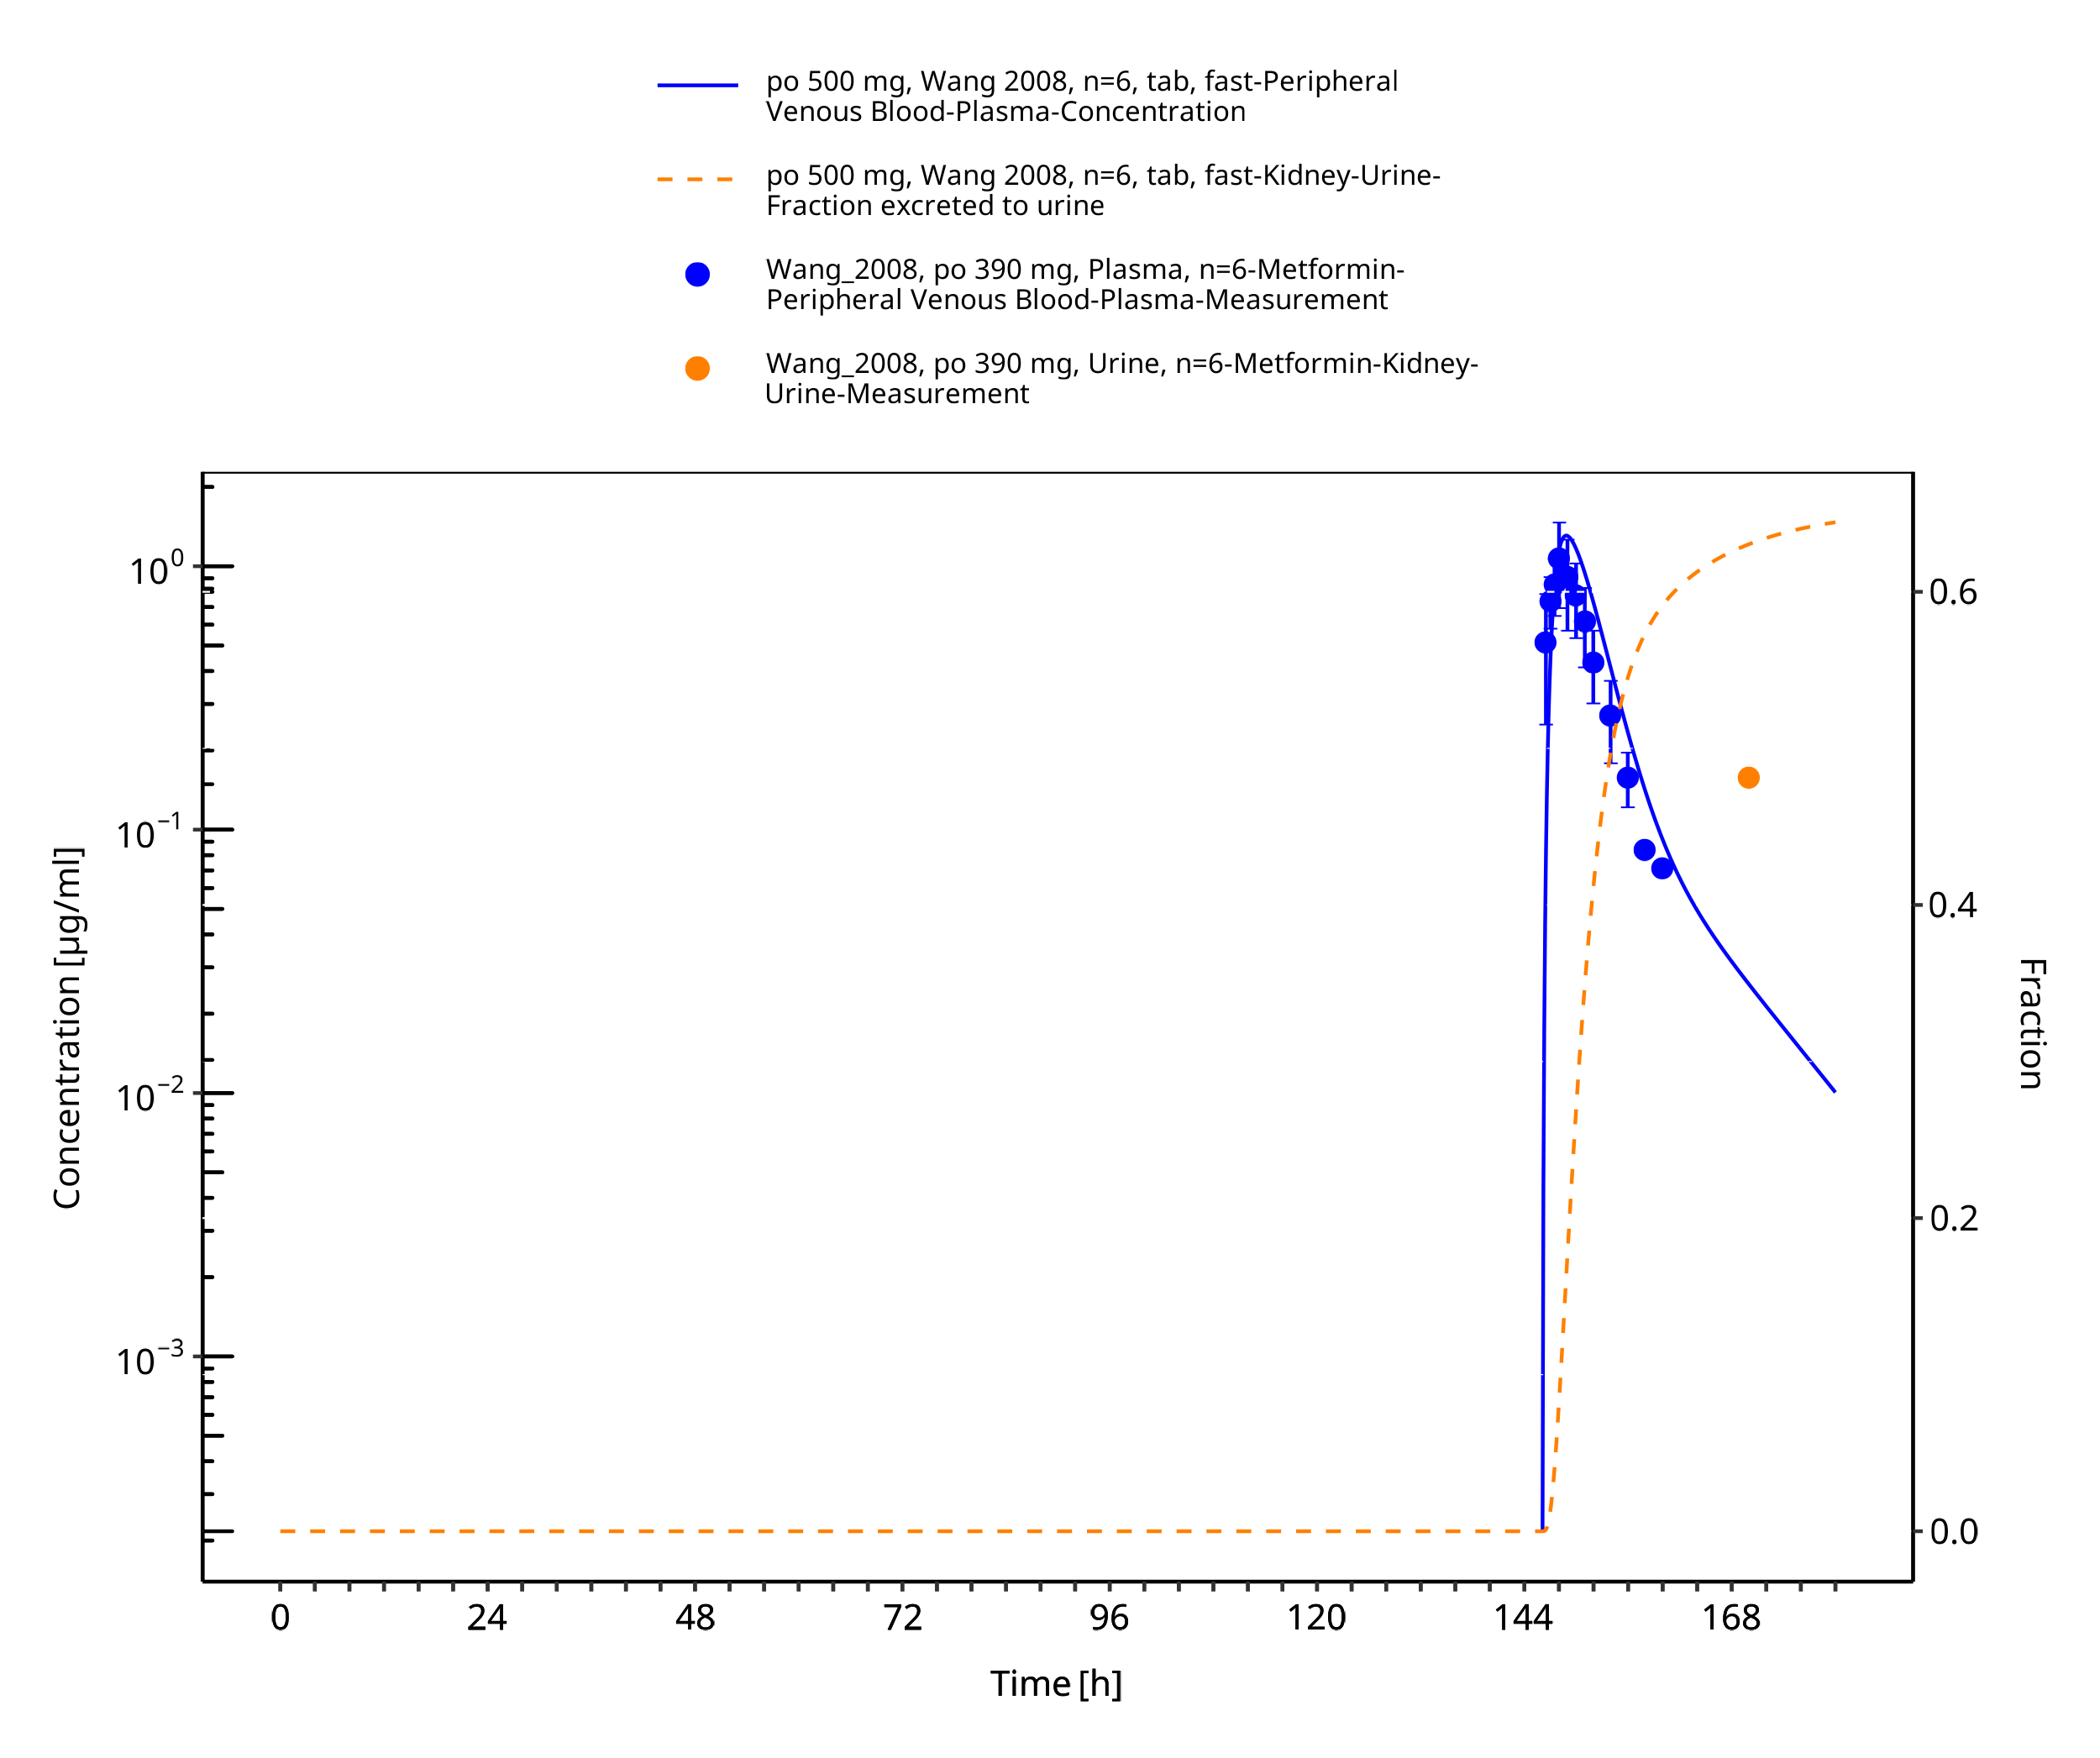 po 500 mg, Wang 2008, n=6, tab, fast-Peripheral
Venous Blood-Plasma-Concentration
po 500 mg, Wang 2008, n=6, tab, fast-Kidney-Urine-
Fraction excreted to urine
Wang_2008, po 390 mg, Plasma, n=6-Metformin-
Peripheral Venous Blood-Plasma-Measurement
Wang_2008, po 390 mg, Urine, n=6-Metformin-Kidney-
Urine-Measurement
Concentration [µg/ml]
10⁰
10⁻¹
10⁻²
10⁻³
0.6
0.4
0.2
0.0
Fraction
0 24 48 72 96 120 144 168
Time [h]